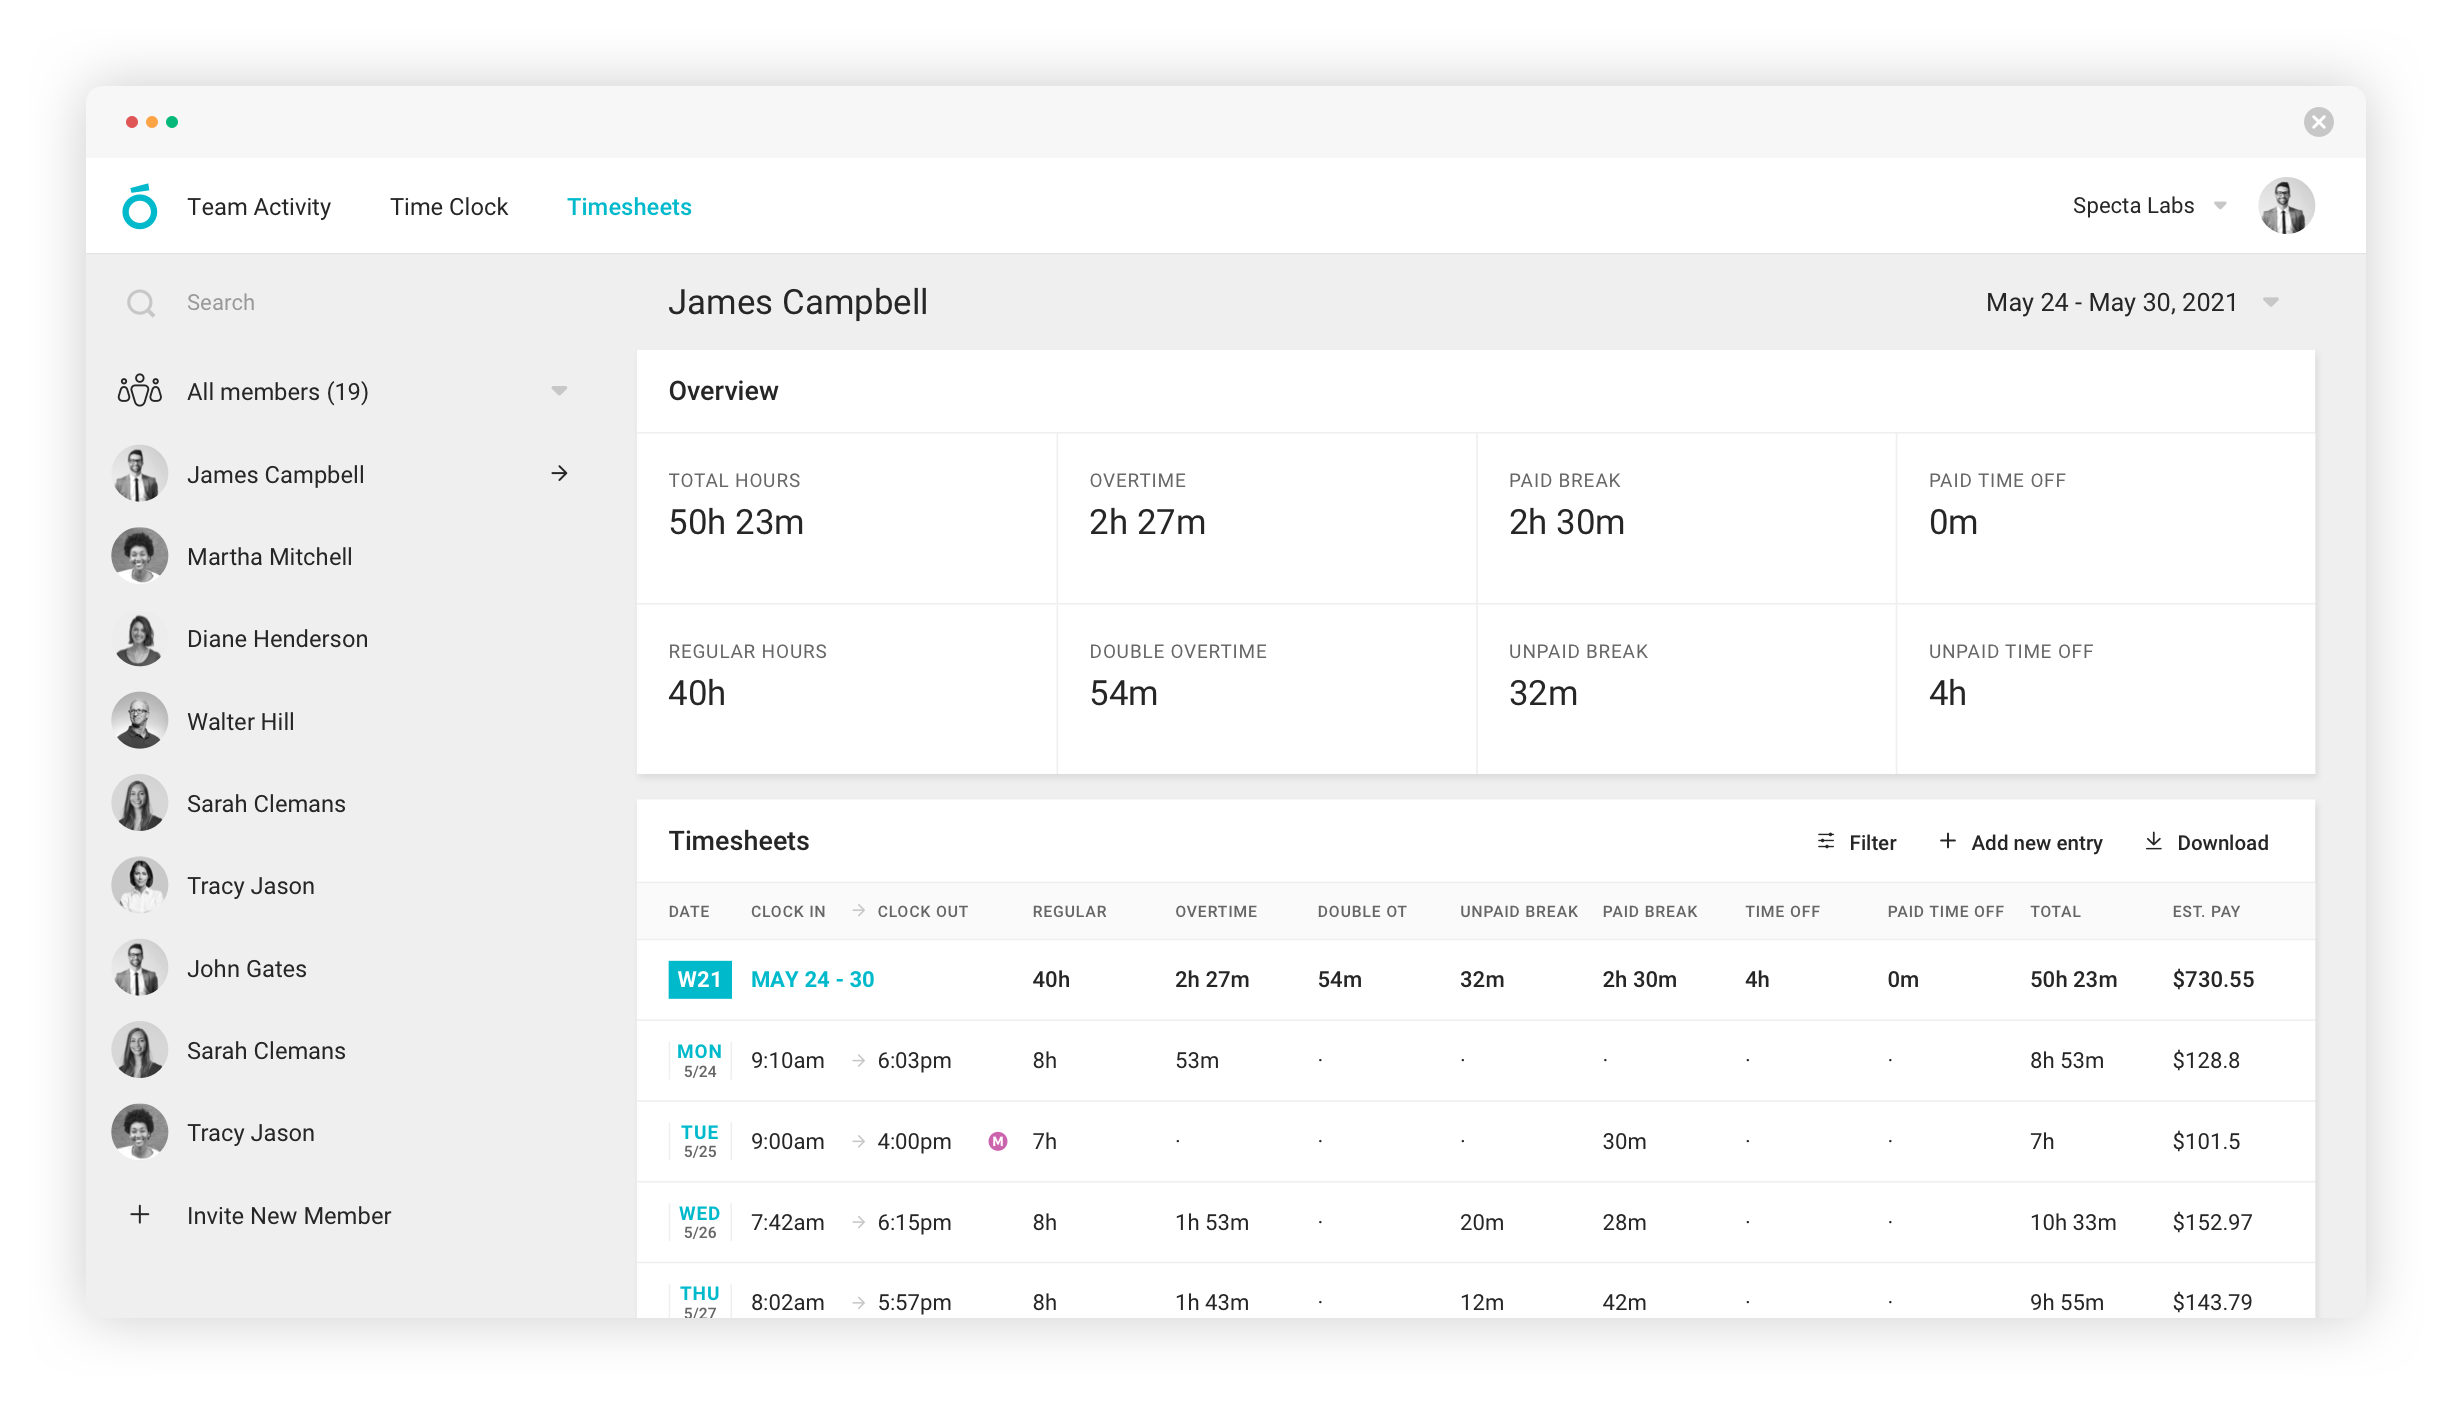 Team Activity Time Clock Timesheets Specta Labs
Search
All members (19)
James Campbell
Martha Mitchell
Diane Henderson
Walter Hill
Sarah Clemans
Tracy Jason
John Gates
Sarah Clemans
Tracy Jason
Invite New Member
James Campbell May 24 - May 30, 2021
Overview
TOTAL HOURS OVERTIME PAID BREAK PAID TIME OFF
50h 23m 2h 27m 2h 30m 0m
REGULAR HOURS DOUBLE OVERTIME UNPAID BREAK UNPAID TIME OFF
40h 54m 32m 4h
Timesheets Filter Add new entry Download
DATE CLOCK IN → CLOCK OUT REGULAR OVERTIME DOUBLE OT UNPAID BREAK PAID BREAK TIME OFF PAID TIME OFF TOTAL EST. PAY
W21 MAY 24 - 30 40h 2h 27m 54m 32m 2h 30m 4h 0m 50h 23m $730.55
MON 5/24 9:10am → 6:03pm 8h 53m · · · · · 8h 53m $128.8
TUE 5/25 9:00am → 4:00pm M 7h · · · 30m · · 7h $101.5
WED 5/26 7:42am → 6:15pm 8h 1h 53m · 20m 28m · · 10h 33m $152.97
THU 5/27 8:02am → 5:57pm 8h 1h 43m · 12m 42m · · 9h 55m $143.79